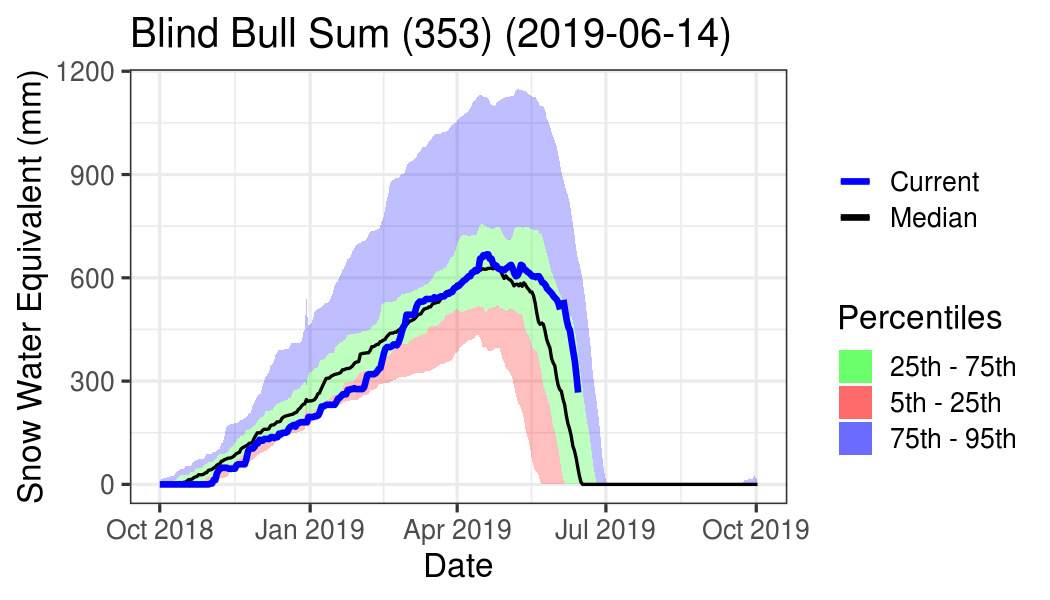 Blind Bull Sum (353) (2019-06-14)
Snow Water Equivalent (mm)
1200
900
600
300
0
Oct 2018
Jan 2019
Apr 2019
Jul 2019
Oct 2019
Date
Current
Median
Percentiles
25th - 75th
5th - 25th
75th - 95th